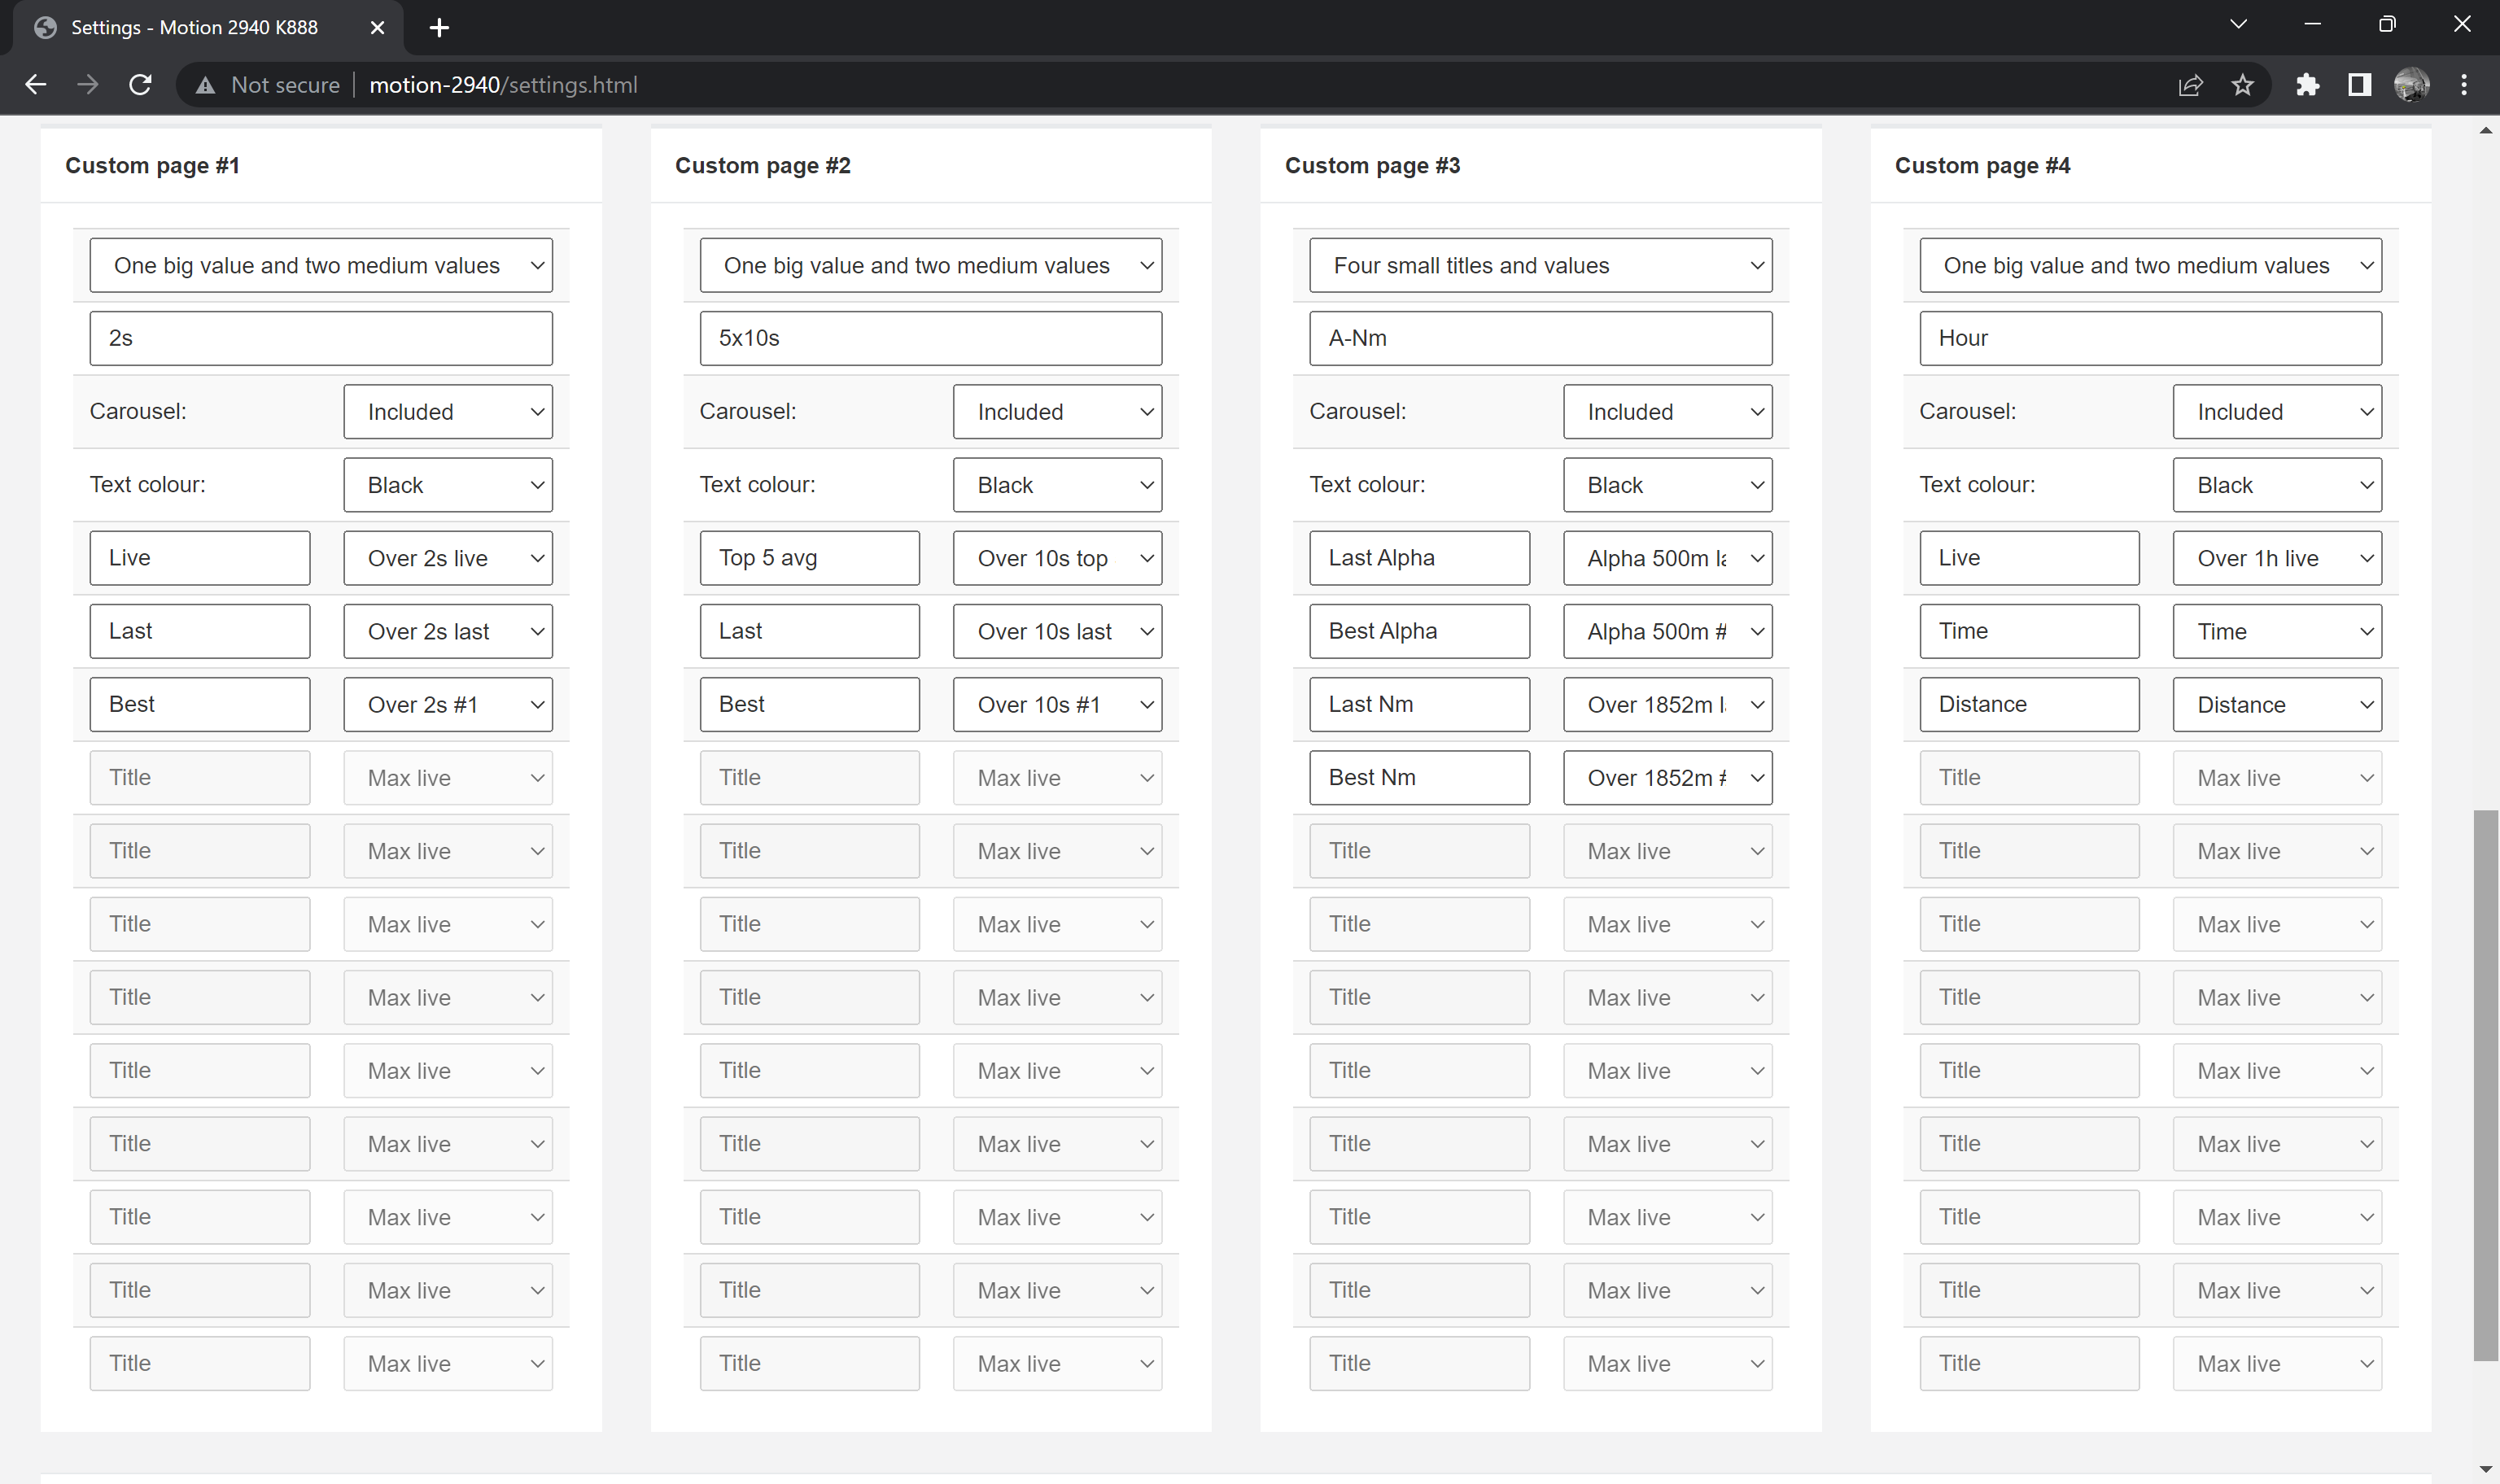 Settings - Motion 2940 K888
Not secure
motion-2940/settings.html
Custom page #1
One big value and two medium values
2s
Carousel:
Included
Text colour:
Black
Live
Over 2s live
Last
Over 2s last
Best
Over 2s #1
Title
Max live
Title
Max live
Title
Max live
Title
Max live
Title
Max live
Title
Max live
Title
Max live
Title
Max live
Title
Max live
Custom page #2
One big value and two medium values
5x10s
Carousel:
Included
Text colour:
Black
Top 5 avg
Over 10s top
Last
Over 10s last
Best
Over 10s #1
Title
Max live
Title
Max live
Title
Max live
Title
Max live
Title
Max live
Title
Max live
Title
Max live
Title
Max live
Title
Max live
Custom page #3
Four small titles and values
A-Nm
Carousel:
Included
Text colour:
Black
Last Alpha
Alpha 500m
Best Alpha
Alpha 500m #
Last Nm
Over 1852m
Best Nm
Over 1852m #
Title
Max live
Title
Max live
Title
Max live
Title
Max live
Title
Max live
Title
Max live
Title
Max live
Title
Max live
Custom page #4
One big value and two medium values
Hour
Carousel:
Included
Text colour:
Black
Live
Over 1h live
Time
Time
Distance
Distance
Title
Max live
Title
Max live
Title
Max live
Title
Max live
Title
Max live
Title
Max live
Title
Max live
Title
Max live
Title
Max live